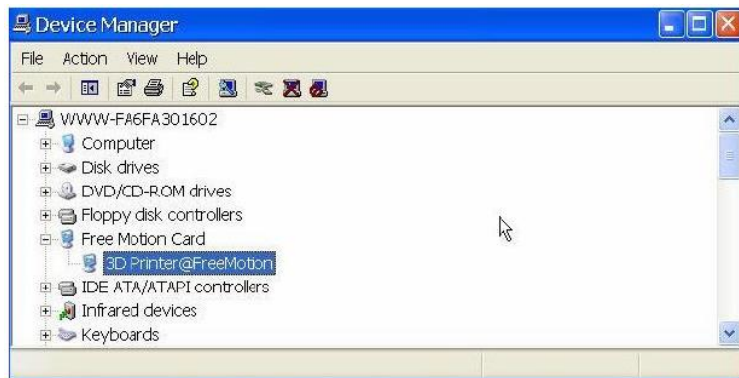 Device Manager
File Action View Help
WWW-FA6FA301602
Computer
Disk drives
DVD/CD-ROM drives
Floppy disk controllers
Free Motion Card
3D Printer@FreeMotion
IDE ATA/ATAPI controllers
Infrared devices
Keyboards